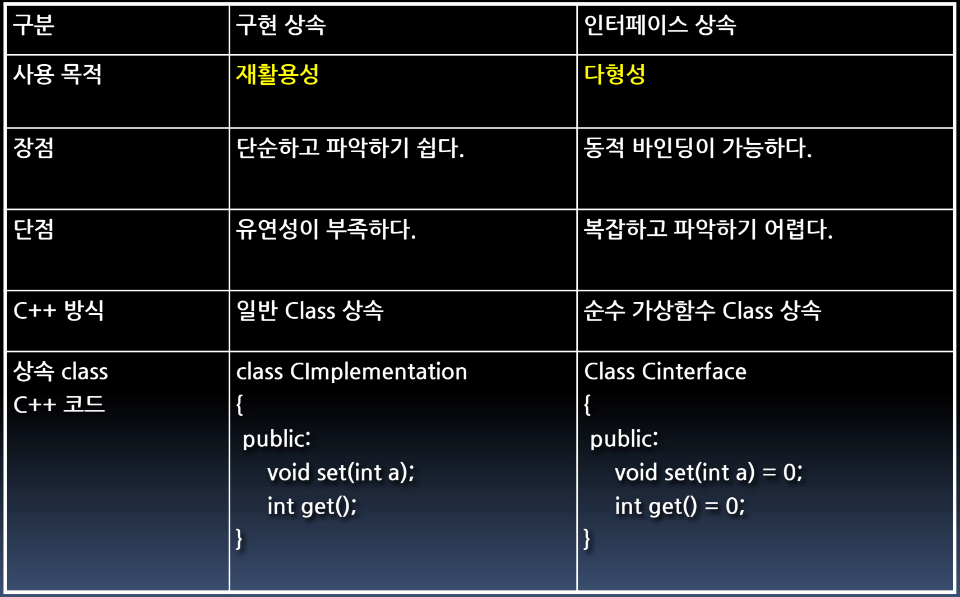 구분
구현 상속
인터페이스 상속
사용 목적
재활용성
다형성
장점
단순하고 파악하기 쉽다.
동적 바인딩이 가능하다.
단점
유연성이 부족하다.
복잡하고 파악하기 어렵다.
C++ 방식
일반 Class 상속
순수 가상함수 Class 상속
상속 class
C++ 코드
class CImplementation
{
public:
void set(int a);
int get();
}
Class Cinterface
{
public:
void set(int a) = 0;
int get() = 0;
}